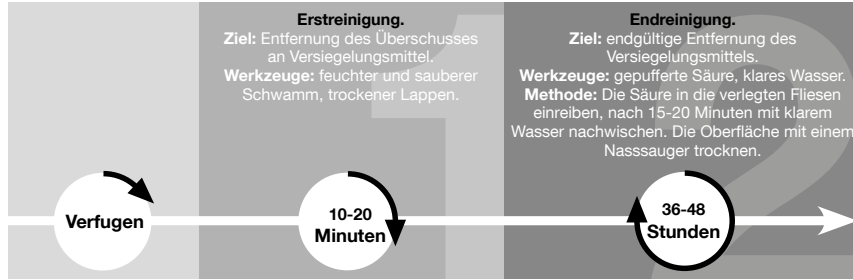 Erstreinigung.
Ziel: Entfernung des Überschusses
an Versiegelungsmittel.
Werkzeuge: feuchter und sauberer
Schwamm, trockener Lappen.
1
Endreinigung.
Ziel: endgültige Entfernung des
Versiegelungsmittels.
Werkzeuge: gepufferte Säure, klares Wasser.
Methode: Die Säure in die verlegten Fliesen
einreiben, nach 15-20 Minuten mit klarem
Wasser nachwischen. Die Oberfläche mit einem
Nasssauger trocknen.
2
Verfugen
10-20
Minuten
36-48
Stunden